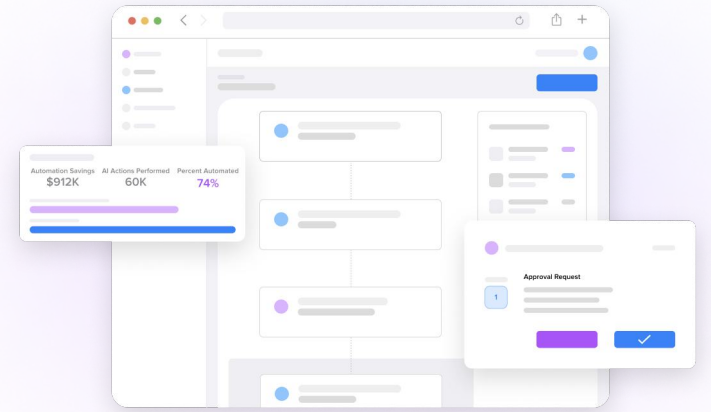 Automation Savings AI Actions Performed Percent Automated
$912K 60K 74%
Approval Request
1